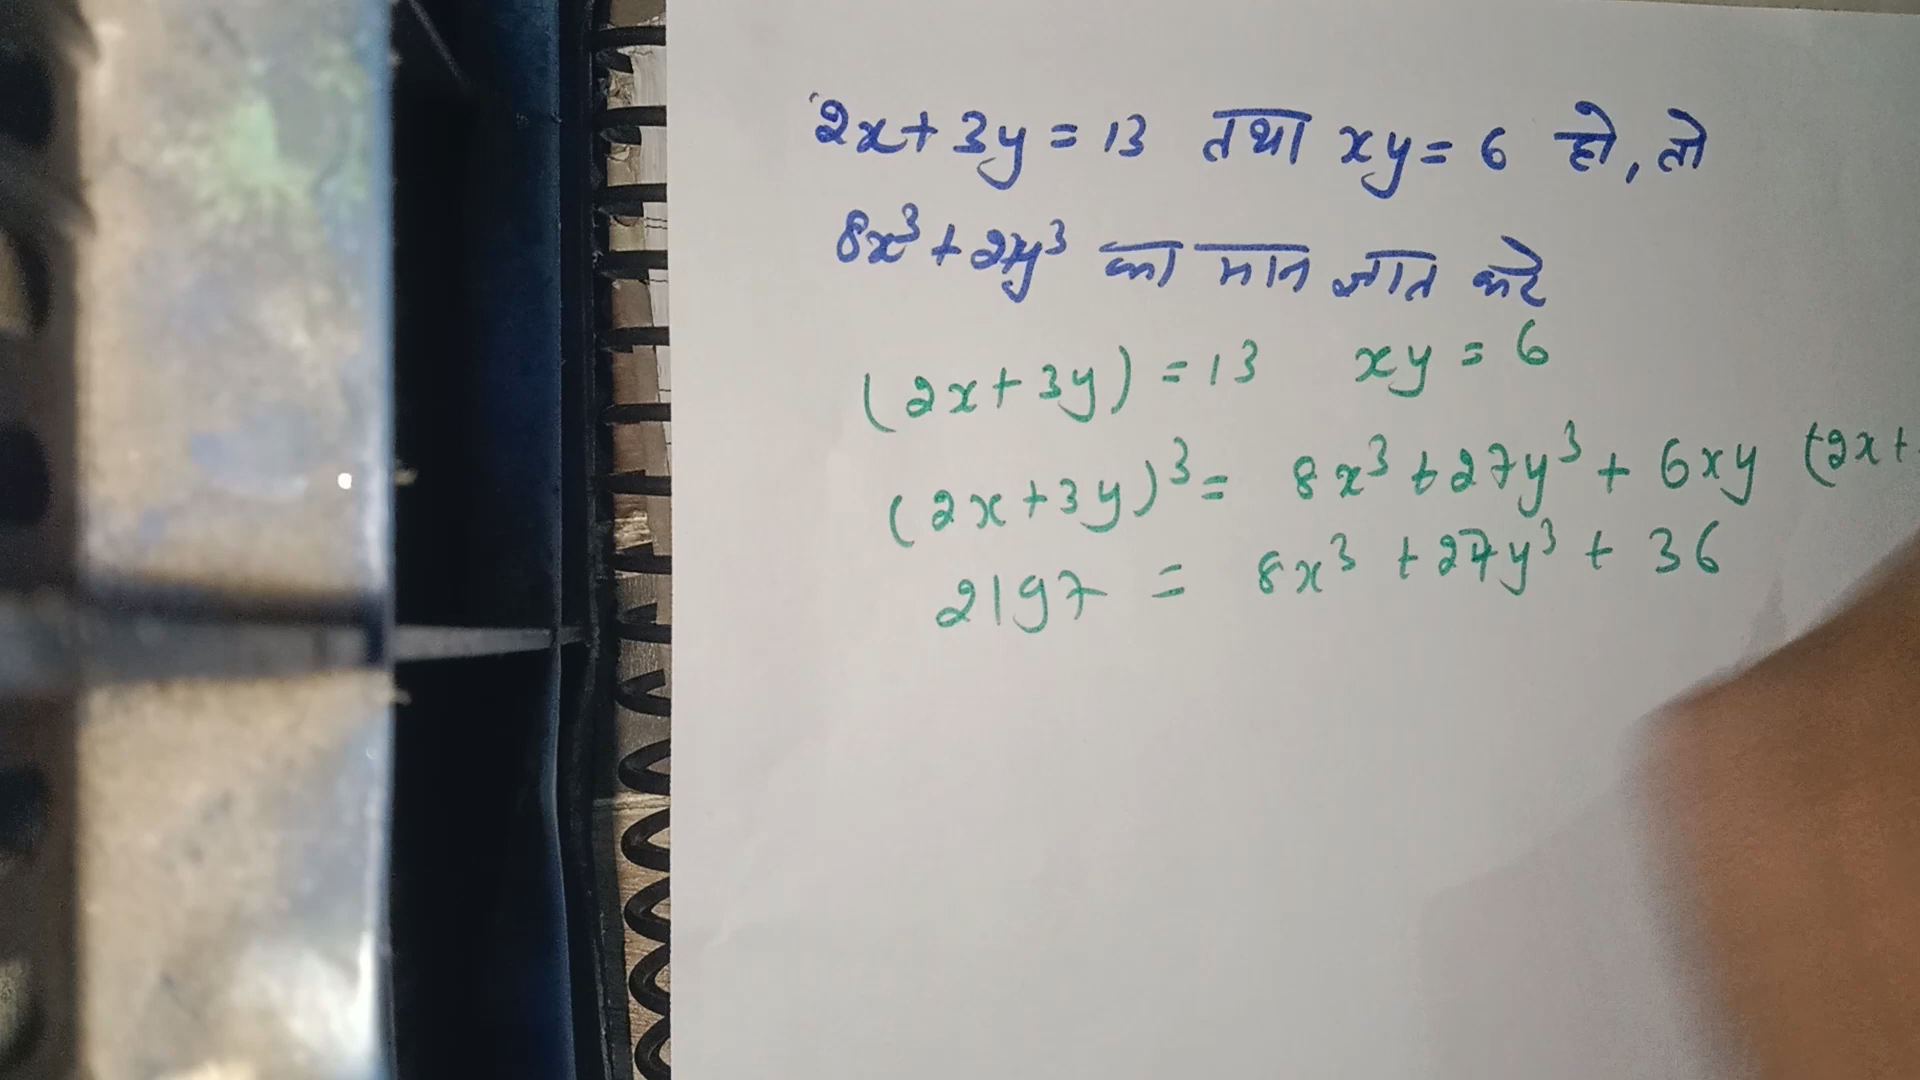 2x + 3y = 13 तथा xy = 6 हो, तो
8x³ + 27y³ का मान ज्ञात करे
(2x + 3y) = 13 xy = 6
(2x + 3y)³ = 8x³ + 27y³ + 6xy (2x +
2197 = 8x³ + 27y³ + 36